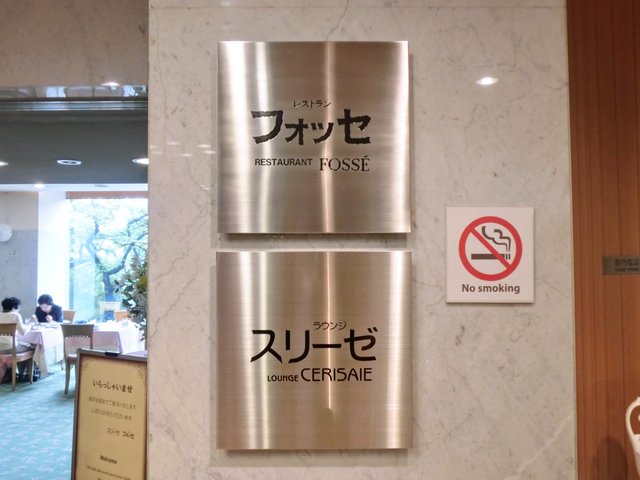 レストラン
フォッセ
RESTAURANT FOSSÉ
ラウンジ
スリーゼ
LOUNGE CERISAIE
No smoking
いらっしゃいませ
スリーゼ フォッセ
Welcome